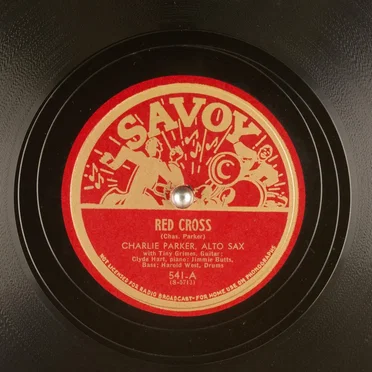 SAVOY
RED CROSS
(Chas. Parker)
CHARLIE PARKER, ALTO SAX
with Tiny Grimes, Guitar;
Clyde Hart, piano; Jimmie Butts,
Bass; Harold West, Drums
541-A
(S-5713)
NOT LICENSED FOR RADIO BROADCAST • FOR HOME USE ON PHONOGRAPHS